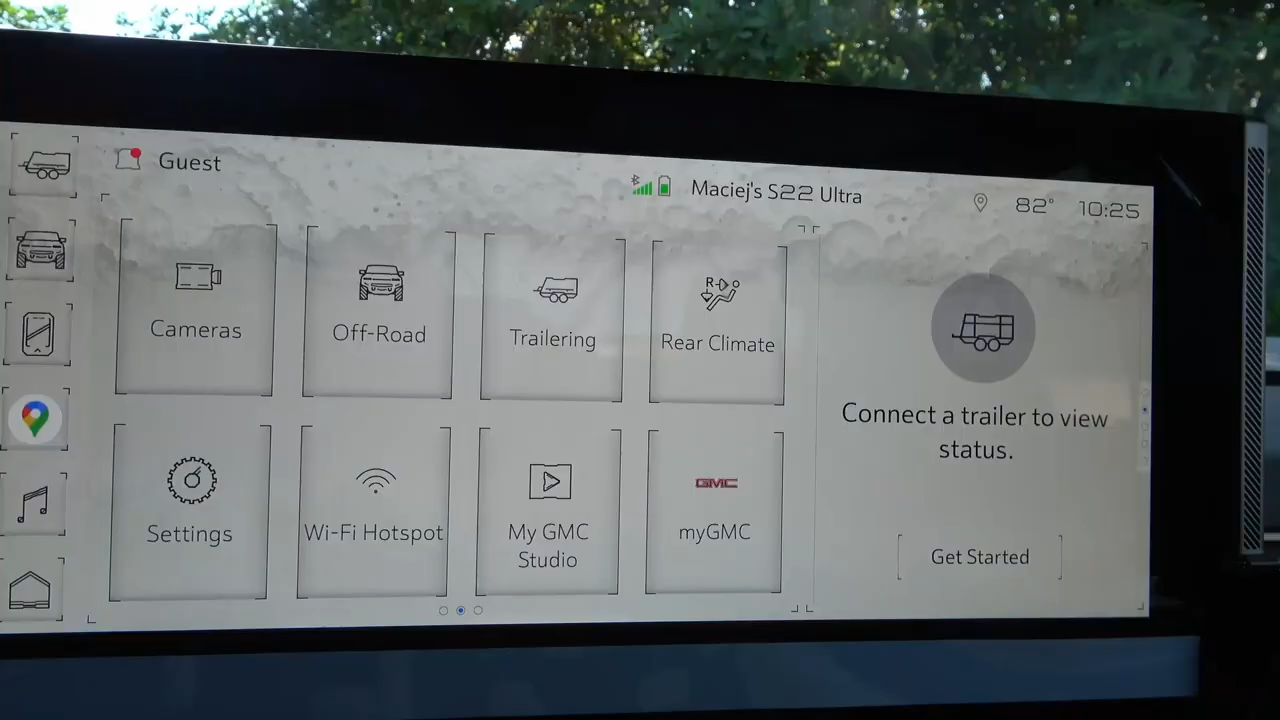 Guest
Maciej's S22 Ultra
82°
10:25
Cameras
Off-Road
Trailering
R
Rear Climate
Settings
Wi-Fi Hotspot
My GMC
Studio
GMC
myGMC
Connect a trailer to view
status.
Get Started